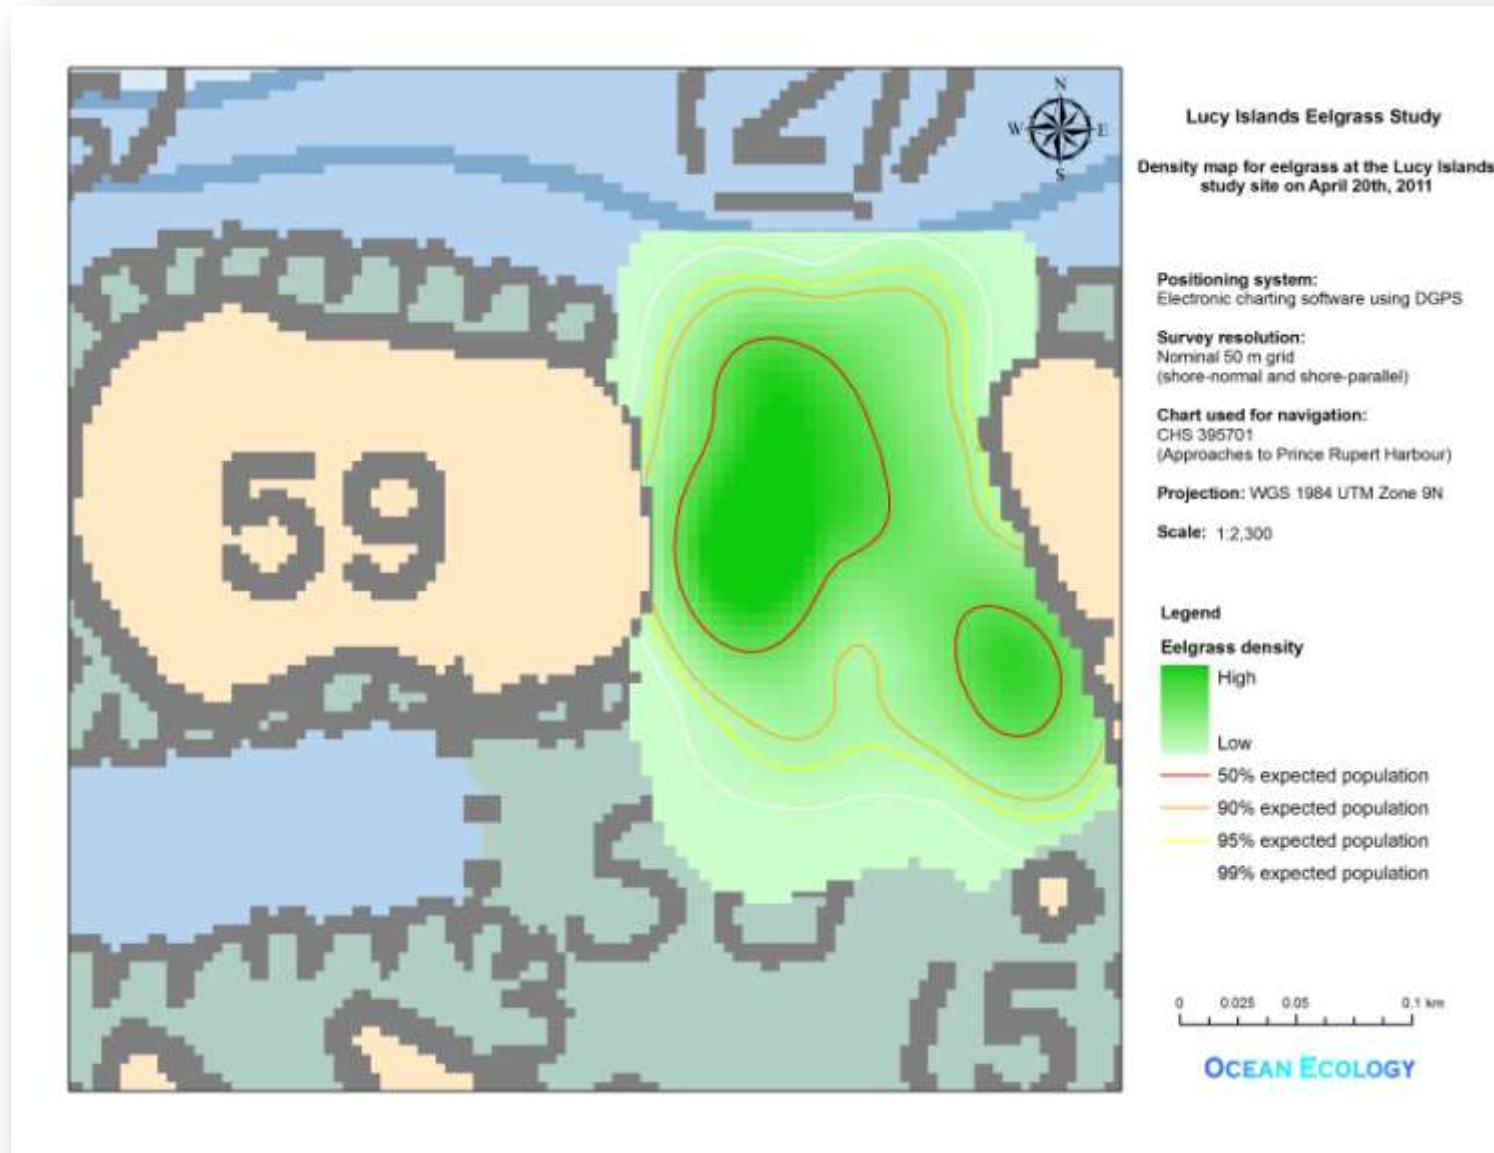 N
W E
S
(2)
59
S
(5
Lucy Islands Eelgrass Study
Density map for eelgrass at the Lucy Islands
study site on April 20th, 2011
Positioning system:
Electronic charting software using DGPS
Survey resolution:
Nominal 50 m grid
(shore-normal and shore-parallel)
Chart used for navigation:
CHS 395701
(Approaches to Prince Rupert Harbour)
Projection: WGS 1984 UTM Zone 9N
Scale: 1:2,300
Legend
Eelgrass density
High
Low
50% expected population
90% expected population
95% expected population
99% expected population
0 0.025 0.05 0.1 km
OCEAN ECOLOGY